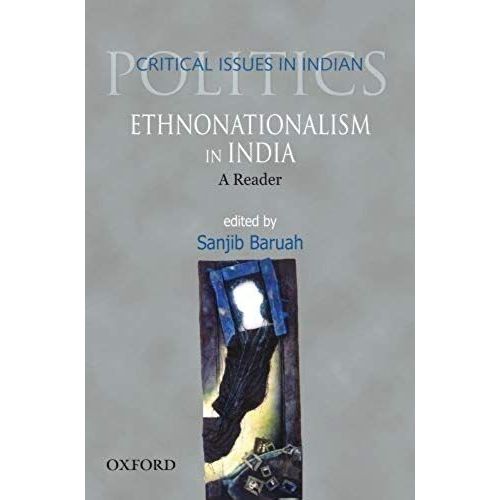 CRITICAL ISSUES IN INDIAN
POLITICS
ETHNONATIONALISM
IN INDIA
A Reader
edited by
Sanjib Baruah
OXFORD